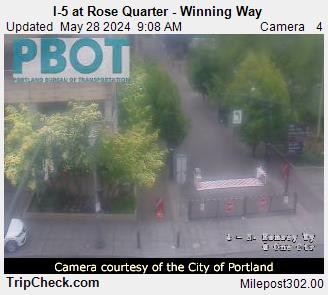 I-5 at Rose Quarter - Winning Way
Updated May 28 2024 9:08 AM Camera 4
PBOT
PORTLAND BUREAU OF TRANSPORTATION
Camera courtesy of the City of Portland
TripCheck.com Milepost302.00